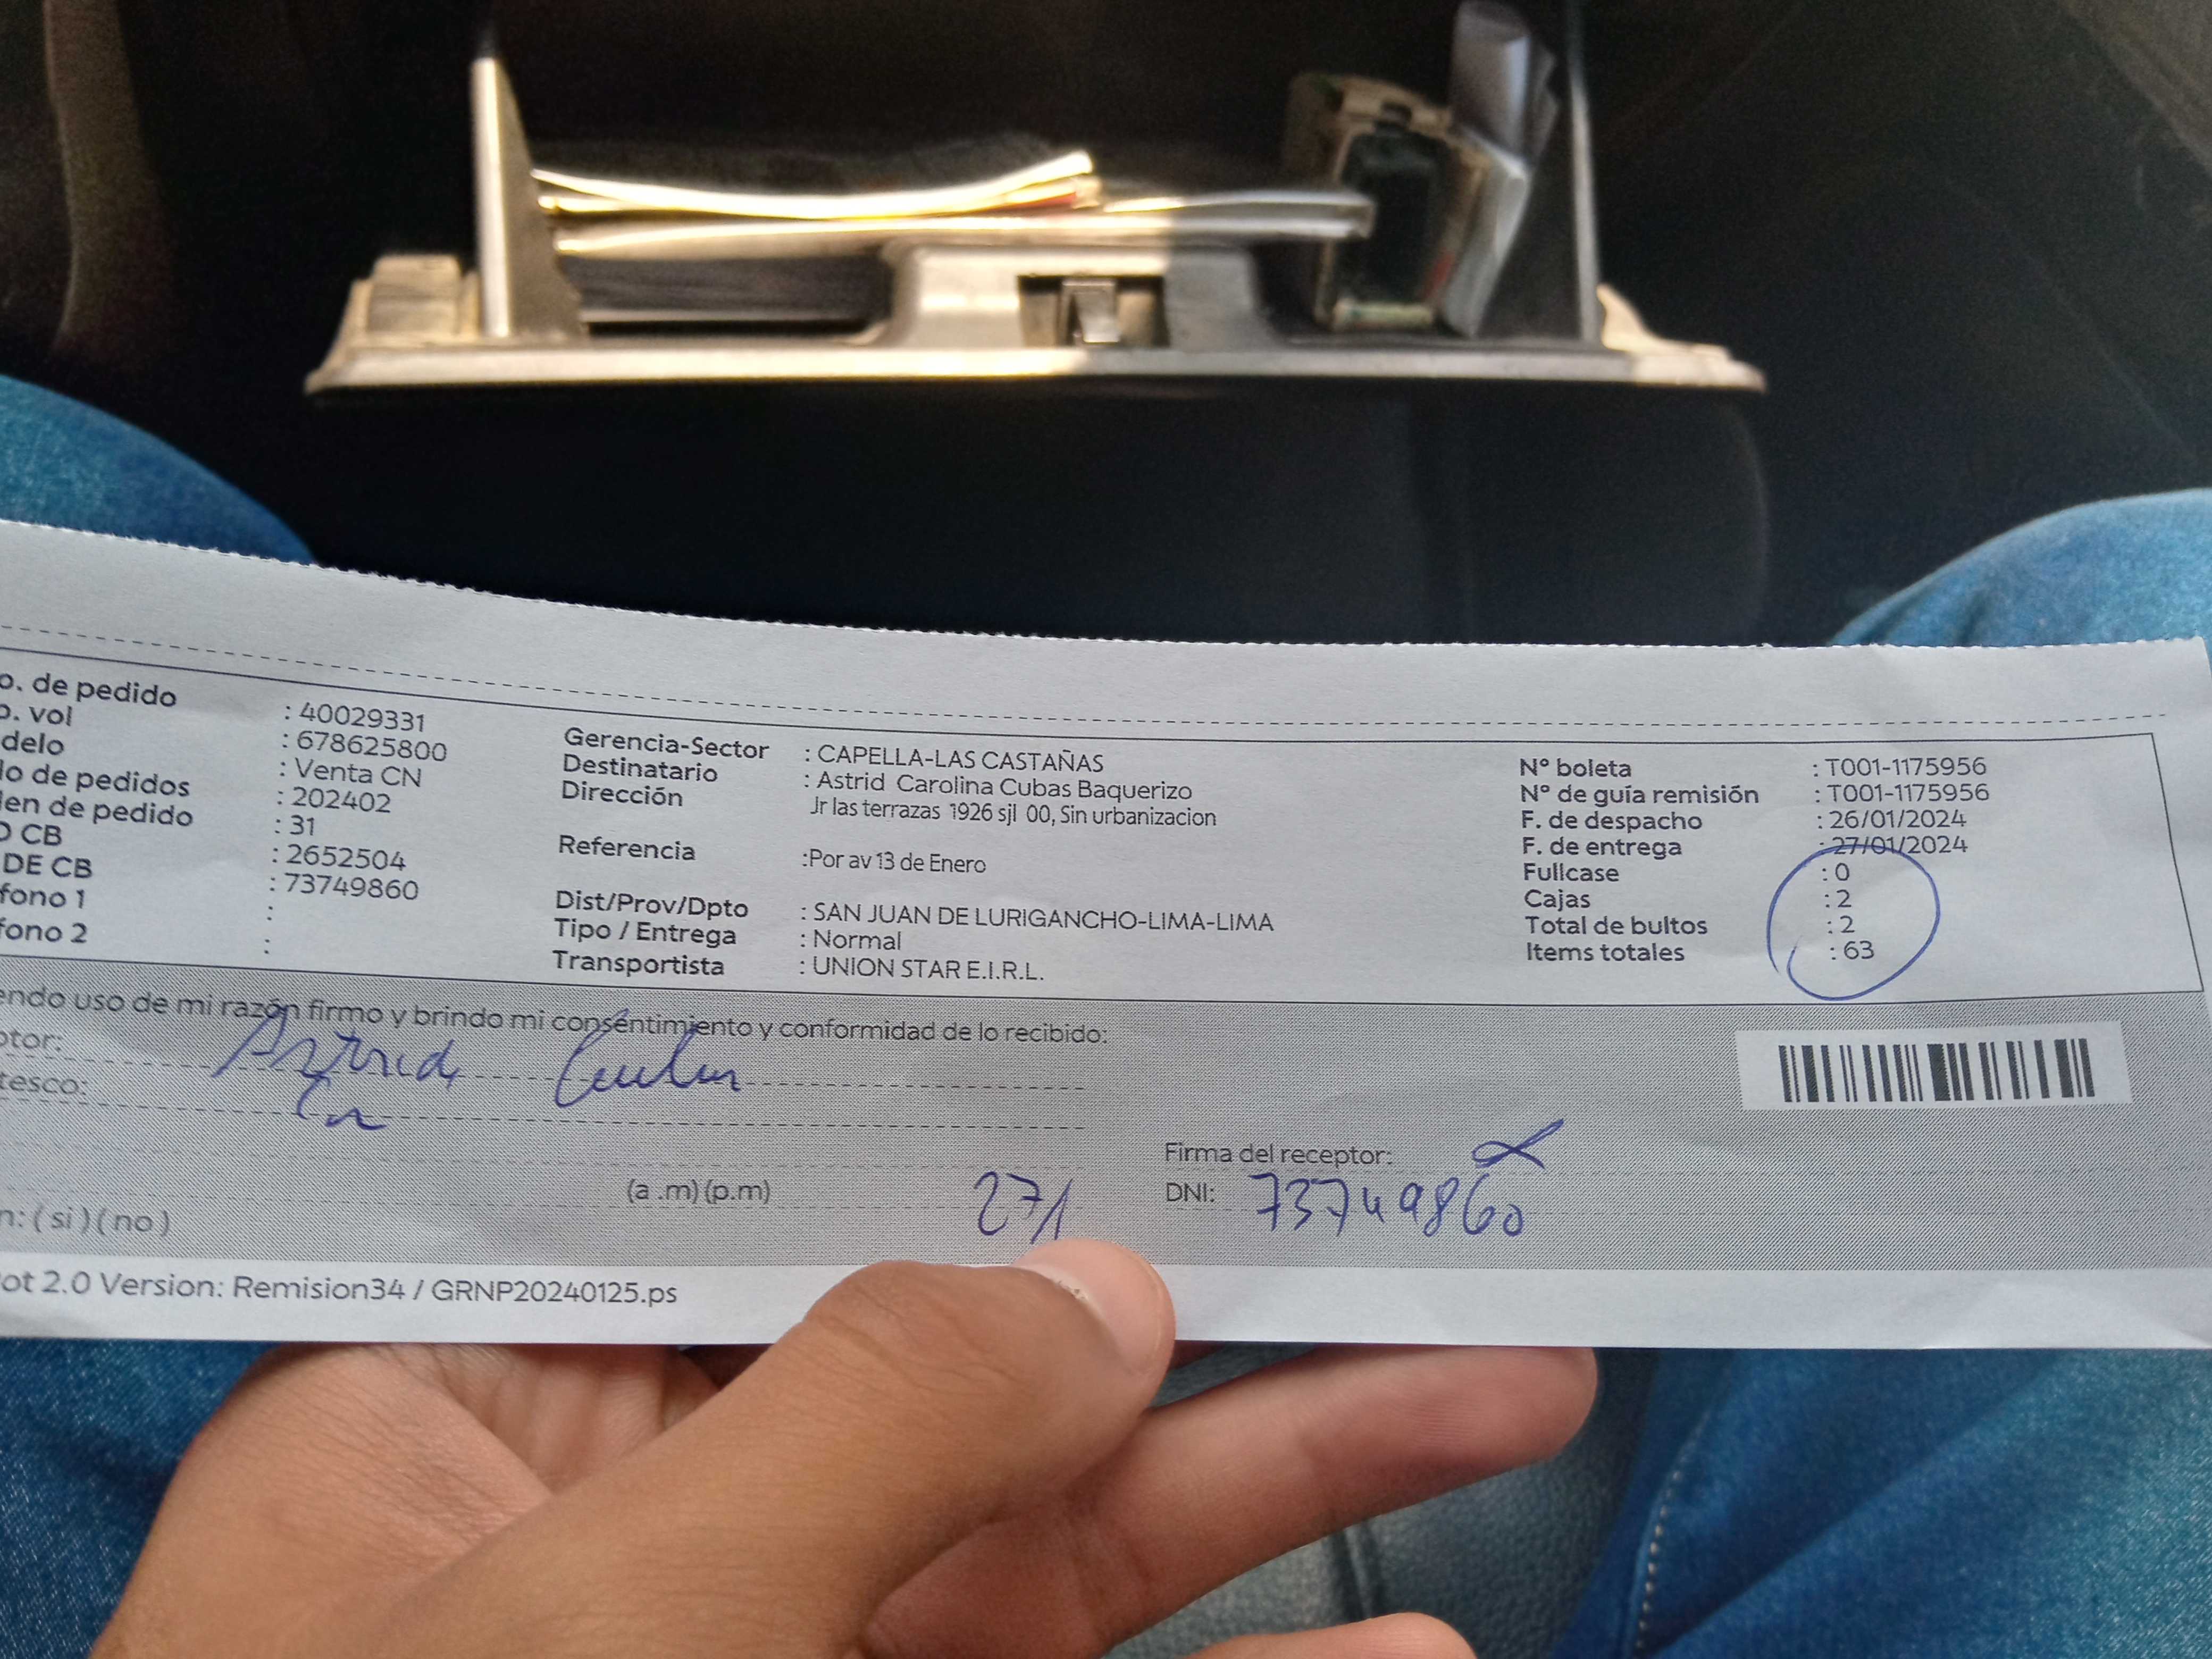 o. de pedido : 40029331
o. vol : 678625800
delo : Venta CN
lo de pedidos : 202402
den de pedido : 31
O CB : 2652504
DE CB : 73749860
fono 1 :
fono 2 :
Gerencia-Sector : CAPELLA-LAS CASTAÑAS
Destinatario : Astrid Carolina Cubas Baquerizo
Dirección Jr las terrazas 1926 sjl 00, Sin urbanizacion
Referencia :Por av 13 de Enero
Dist/Prov/Dpto : SAN JUAN DE LURIGANCHO-LIMA-LIMA
Tipo / Entrega : Normal
Transportista : UNION STAR E.I.R.L.
N° boleta : T001-1175956
N° de guía remisión : T001-1175956
F. de despacho : 26/01/2024
F. de entrega : 27/01/2024
Fullcase : 0
Cajas : 2
Total de bultos : 2
Items totales : 63
endo uso de mi razón firmo y brindo mi consentimiento y conformidad de lo recibido:
ptor: Astrid
tesco:
Firma del receptor:
(a .m) (p.m) 27/ DNI: 73749860
n: ( si ) ( no )
ot 2.0 Version: Remision34 / GRNP20240125.ps